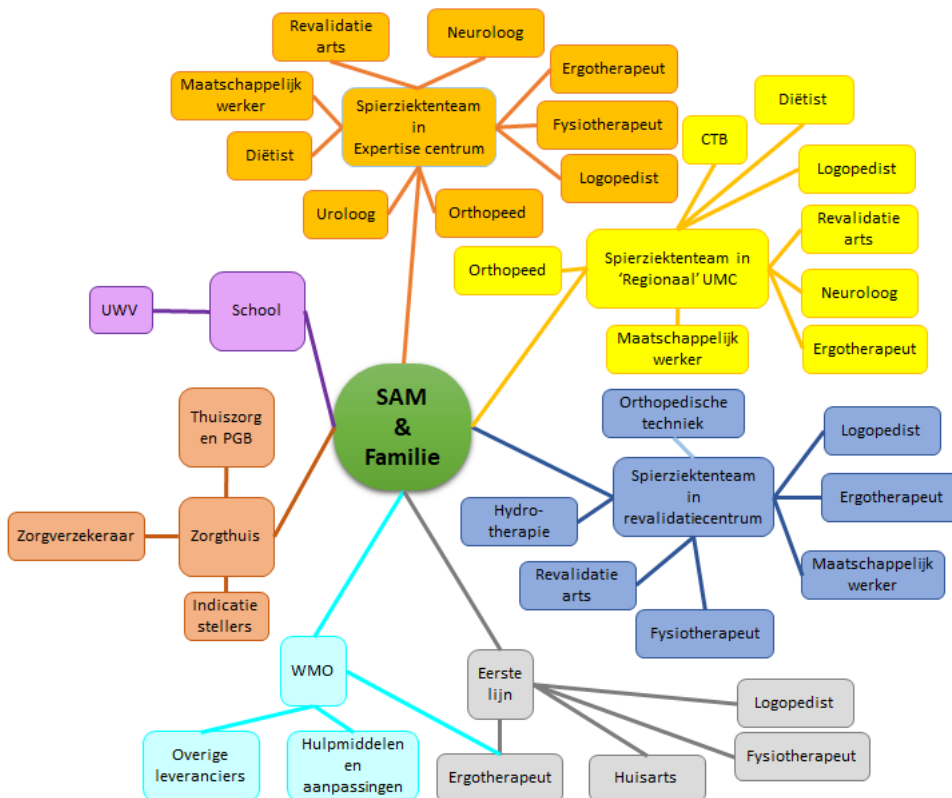 Revalidatie
arts
Neuroloog
Maatschappelijk
werker
Spierziektenteam
in
Expertise centrum
Ergotherapeut
Fysiotherapeut
Diëtist
Logopedist
Uroloog
Orthopeed
Diëtist
CTB
Logopedist
Orthopeed
Spierziektenteam in
‘Regionaal’ UMC
Revalidatie
arts
Neuroloog
Maatschappelijk
werker
Ergotherapeut
UWV
School
SAM
&
Familie
Thuiszorg
en PGB
Zorgverzekeraar
Zorgthuis
Indicatie
stellers
Orthopedische
techniek
Logopedist
Spierziektenteam
in
revalidatiecentrum
Ergotherapeut
Hydro-
therapie
Revalidatie
arts
Maatschappelijk
werker
Fysiotherapeut
WMO
Overige
leveranciers
Hulpmiddelen
en
aanpassingen
Eerste
lijn
Logopedist
Fysiotherapeut
Ergotherapeut
Huisarts